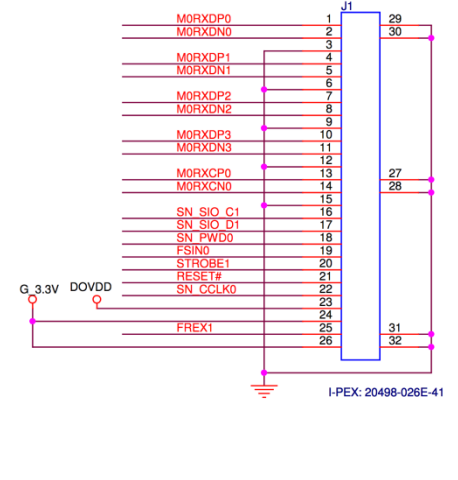 J1
M0RXDP0 1 29
M0RXDN0 2 30
3
M0RXDP1 4
M0RXDN1 5
6
M0RXDP2 7
M0RXDN2 8
9
M0RXDP3 10
M0RXDN3 11
12
M0RXCP0 13 27
M0RXCN0 14 28
15
SN_SIO_C1 16
SN_SIO_D1 17
SN_PWD0 18
FSIN0 19
STROBE1 20
RESET# 21
G_3.3V DOVDD SN_CCLK0 22
23
24
FREX1 25 31
26 32
I-PEX: 20498-026E-41